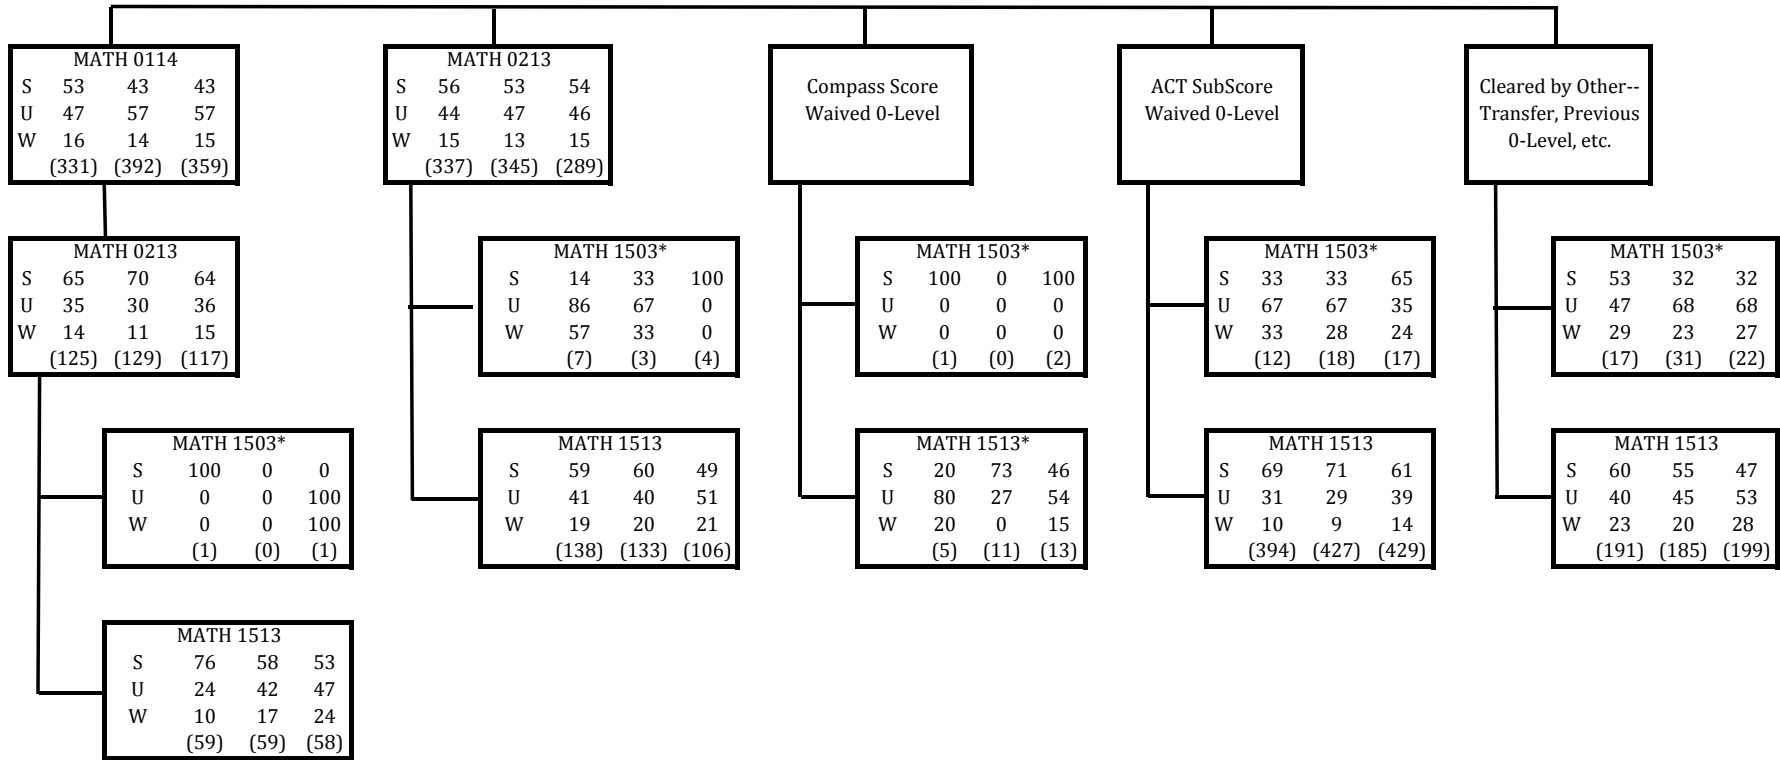 MATH 0114
S 53 43 43
U 47 57 57
W 16 14 15
(331) (392) (359)
MATH 0213
S 56 53 54
U 44 47 46
W 15 13 15
(337) (345) (289)
Compass Score
Waived 0-Level
ACT SubScore
Waived 0-Level
Cleared by Other--
Transfer, Previous
0-Level, etc.
MATH 0213
S 65 70 64
U 35 30 36
W 14 11 15
(125) (129) (117)
MATH 1503*
S 14 33 100
U 86 67 0
W 57 33 0
(7) (3) (4)
MATH 1503*
S 100 0 100
U 0 0 0
W 0 0 0
(1) (0) (2)
MATH 1503*
S 33 33 65
U 67 67 35
W 33 28 24
(12) (18) (17)
MATH 1503*
S 53 32 32
U 47 68 68
W 29 23 27
(17) (31) (22)
MATH 1503*
S 100 0 0
U 0 0 100
W 0 0 100
(1) (0) (1)
MATH 1513
S 59 60 49
U 41 40 51
W 19 20 21
(138) (133) (106)
MATH 1513*
S 20 73 46
U 80 27 54
W 20 0 15
(5) (11) (13)
MATH 1513
S 69 71 61
U 31 29 39
W 10 9 14
(394) (427) (429)
MATH 1513
S 60 55 47
U 40 45 53
W 23 20 28
(191) (185) (199)
MATH 1513
S 76 58 53
U 24 42 47
W 10 17 24
(59) (59) (58)